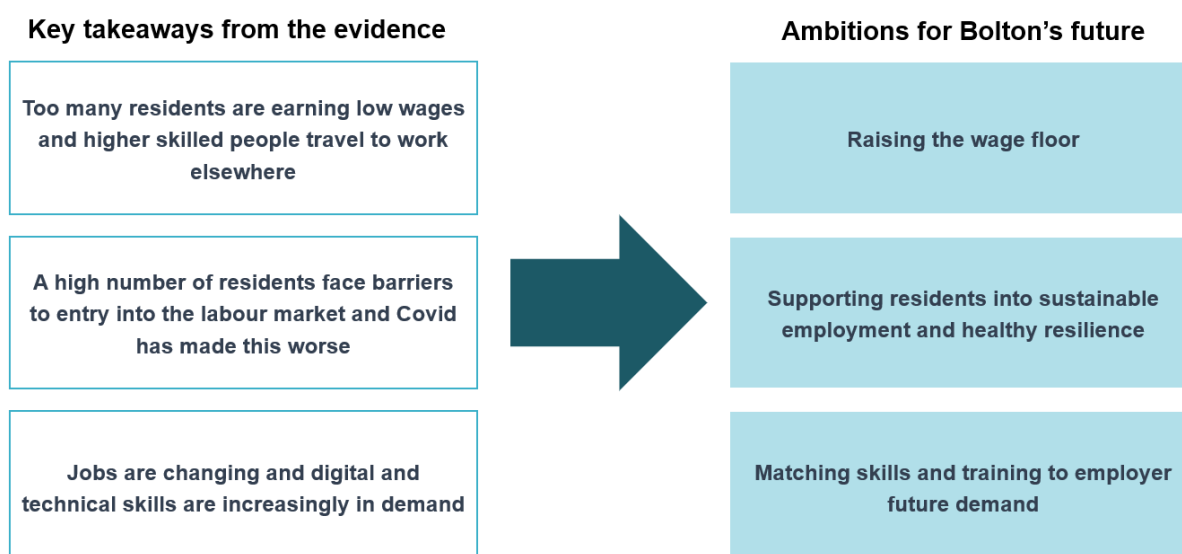 Key takeaways from the evidence
Too many residents are earning low wages
and higher skilled people travel to work
elsewhere
A high number of residents face barriers
to entry into the labour market and Covid
has made this worse
Jobs are changing and digital and
technical skills are increasingly in demand
Ambitions for Bolton’s future
Raising the wage floor
Supporting residents into sustainable
employment and healthy resilience
Matching skills and training to employer
future demand